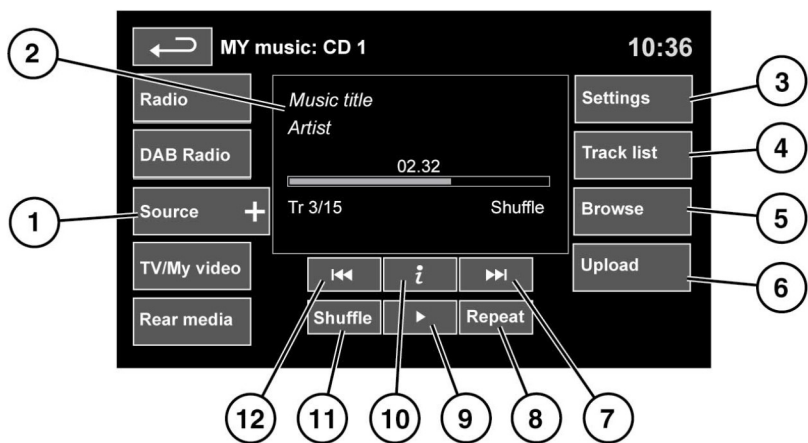 MY music: CD 1
10:36
Radio
DAB Radio
Source +
TV/My video
Rear media
Music title
Artist
02.32
Tr 3/15 Shuffle
i
Shuffle
Repeat
Settings
Track list
Browse
Upload
1
2
3
4
5
6
7
8
9
10
11
12